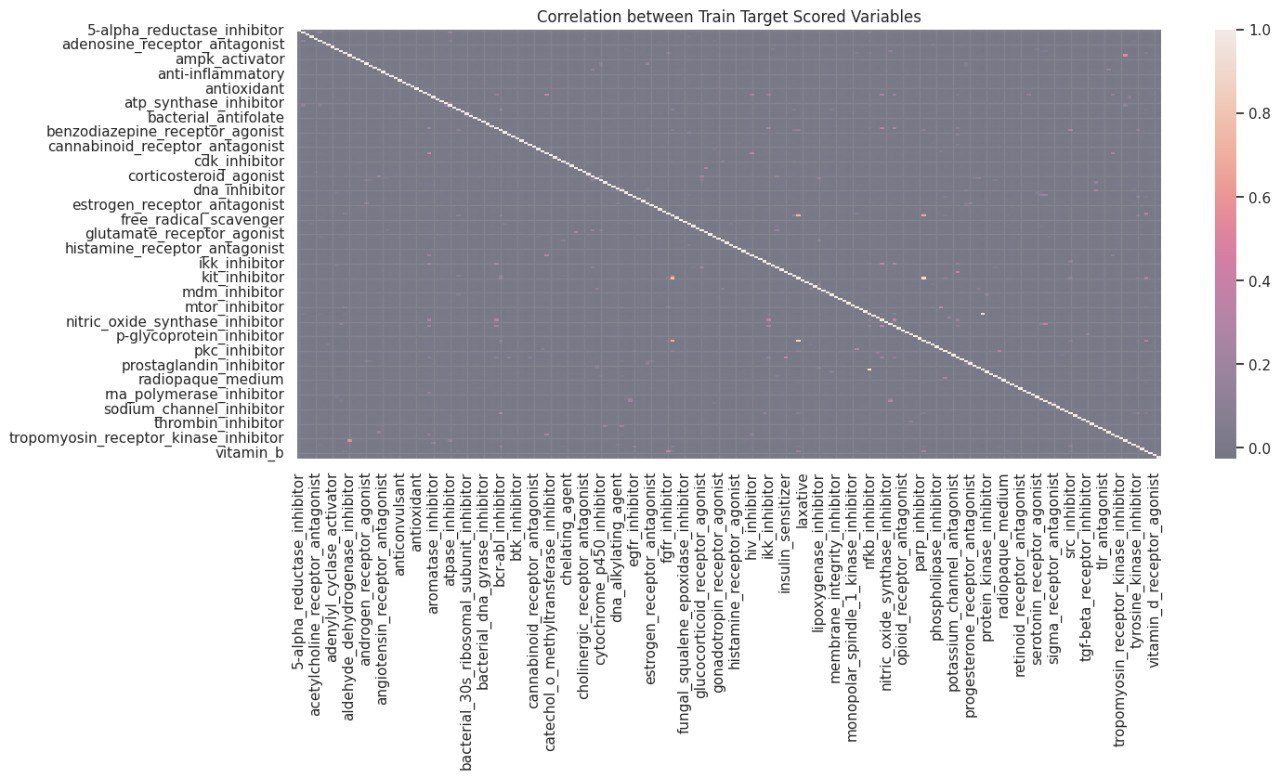 Correlation between Train Target Scored Variables
5-alpha_reductase_inhibitor
adenosine_receptor_antagonist
ampk_activator
anti-inflammatory
antioxidant
atp_synthase_inhibitor
bacterial_antifolate
benzodiazepine_receptor_agonist
cannabinoid_receptor_antagonist
cdk_inhibitor
corticosteroid_agonist
dna_inhibitor
estrogen_receptor_antagonist
free_radical_scavenger
glutamate_receptor_agonist
histamine_receptor_antagonist
ikk_inhibitor
kit_inhibitor
mdm_inhibitor
mtor_inhibitor
nitric_oxide_synthase_inhibitor
p-glycoprotein_inhibitor
pkc_inhibitor
prostaglandin_inhibitor
radiopaque_medium
rna_polymerase_inhibitor
sodium_channel_inhibitor
thrombin_inhibitor
tropomyosin_receptor_kinase_inhibitor
vitamin_b
5-alpha_reductase_inhibitor
acetylcholine_receptor_antagonist
adenylyl_cyclase_activator
aldehyde_dehydrogenase_inhibitor
androgen_receptor_agonist
angiotensin_receptor_antagonist
anticonvulsant
antioxidant
aromatase_inhibitor
atpase_inhibitor
bacterial_30s_ribosomal_subunit_inhibitor
bacterial_dna_gyrase_inhibitor
bcr-abl_inhibitor
btk_inhibitor
cannabinoid_receptor_antagonist
catechol_o_methyltransferase_inhibitor
chelating_agent
cholinergic_receptor_antagonist
cytochrome_p450_inhibitor
dna_alkylating_agent
egfr_inhibitor
estrogen_receptor_antagonist
fgfr_inhibitor
fungal_squalene_epoxidase_inhibitor
glucocorticoid_receptor_agonist
gonadotropin_receptor_agonist
histamine_receptor_agonist
hiv_inhibitor
ikk_inhibitor
insulin_sensitizer
laxative
lipoxygenase_inhibitor
membrane_integrity_inhibitor
monopolar_spindle_1_kinase_inhibitor
nfkb_inhibitor
nitric_oxide_synthase_inhibitor
opioid_receptor_antagonist
parp_inhibitor
phospholipase_inhibitor
potassium_channel_antagonist
progesterone_receptor_antagonist
protein_kinase_inhibitor
radiopaque_medium
retinoid_receptor_antagonist
serotonin_receptor_agonist
sigma_receptor_antagonist
src_inhibitor
tgf-beta_receptor_inhibitor
tlr_antagonist
tropomyosin_receptor_kinase_inhibitor
tyrosine_kinase_inhibitor
vitamin_d_receptor_agonist
1.0
0.8
0.6
0.4
0.2
0.0